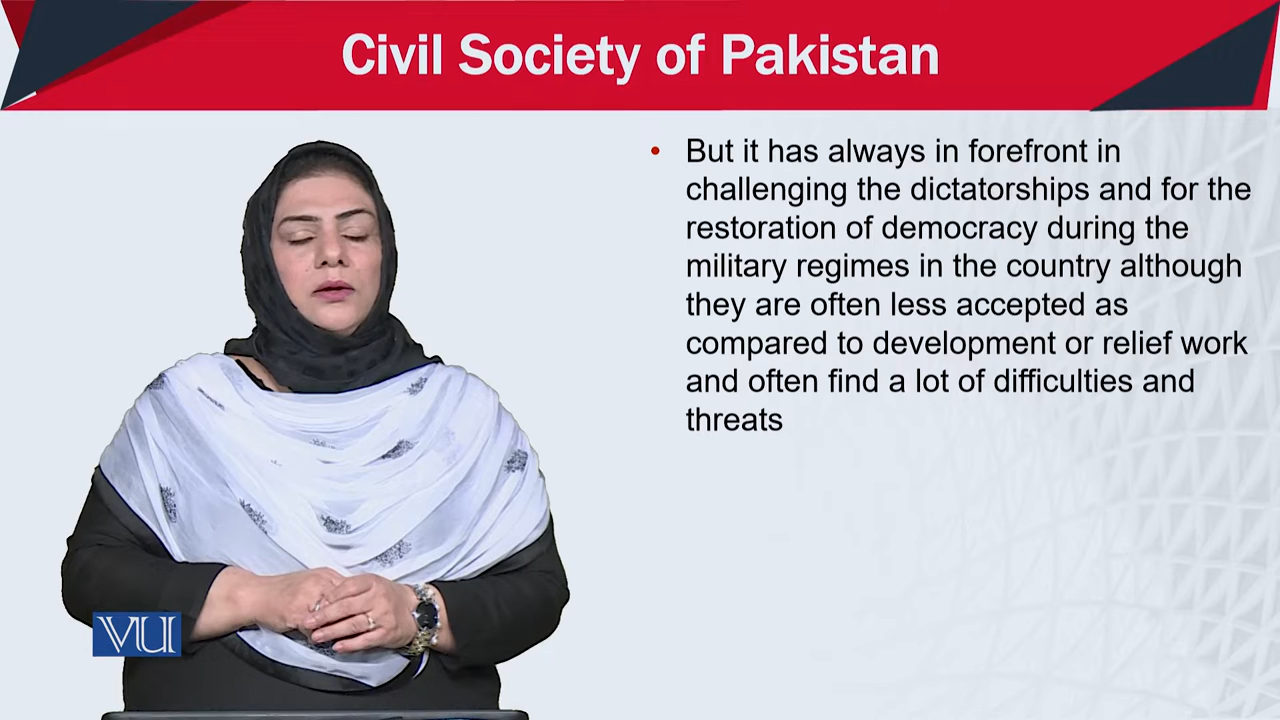 Civil Society of Pakistan
• But it has always in forefront in
challenging the dictatorships and for the
restoration of democracy during the
military regimes in the country although
they are often less accepted as
compared to development or relief work
and often find a lot of difficulties and
threats
VU